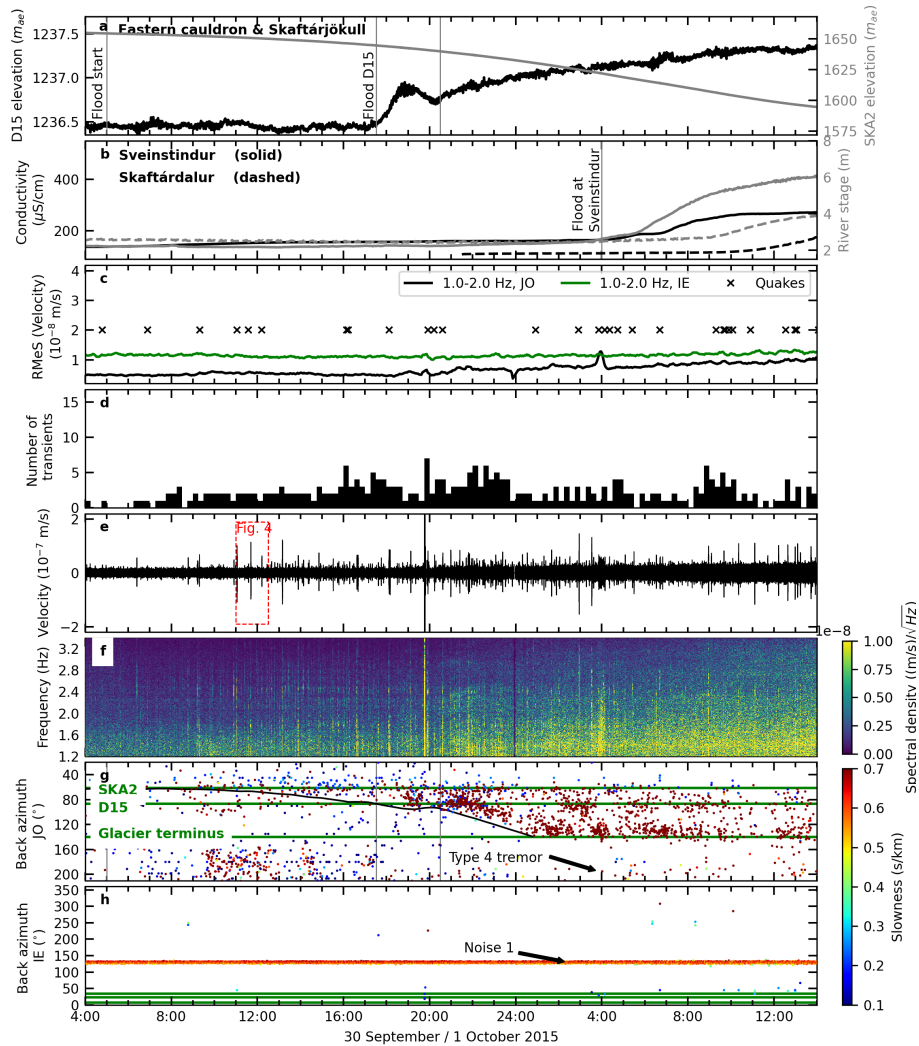 a Eastern cauldron & Skaftárjökull
D15 elevation (m_ae)
1237.5
1237.0
1236.5
Flood start
Flood D15
1650
1625
1600
1575
SKA2 elevation (m_ae)
b Sveinstindur (solid)
Skaftárdalur (dashed)
Conductivity
(µS/cm)
400
200
Flood at
Sveinstindur
8
6
4
2
River stage (m)
c
1.0-2.0 Hz, JO 1.0-2.0 Hz, IE Quakes
RMeS (Velocity)
(10⁻⁸ m/s)
4
3
2
1
d
Number of
transients
15
10
5
0
e
Fig. 4
Velocity (10⁻⁷ m/s)
2
0
−2
1e−8
f
Frequency (Hz)
3.2
2.8
2.4
2.0
1.6
1.2
1.00
0.75
0.50
0.25
0.00
Spectral density ((m/s)/√Hz)
g
SKA2
D15
Glacier terminus
Type 4 tremor
Back azimuth
JO (°)
40
80
120
160
200
h
Noise 1
Back azimuth
IE (°)
350
300
250
200
150
100
50
0
0.7
0.6
0.5
0.4
0.3
0.2
0.1
Slowness (s/km)
4:00 8:00 12:00 16:00 20:00 24:00 4:00 8:00 12:00
30 September / 1 October 2015